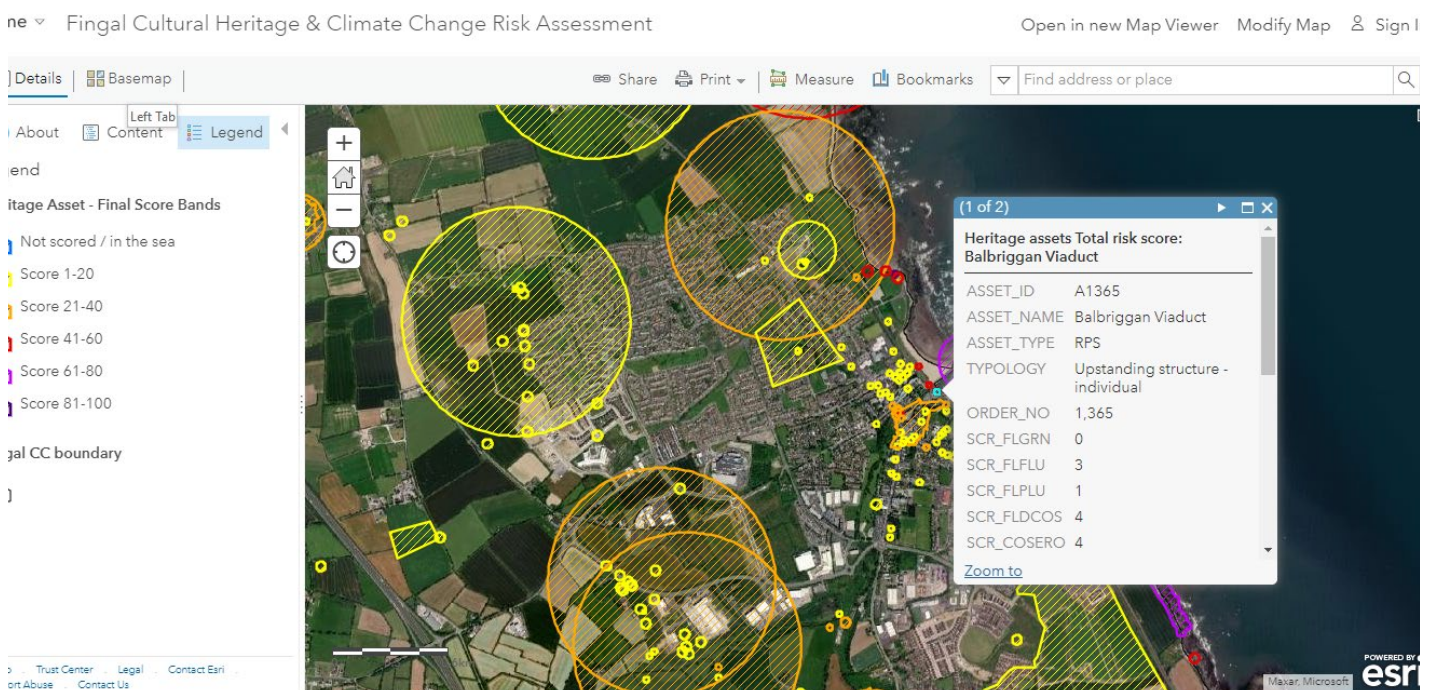 ne Fingal Cultural Heritage & Climate Change Risk Assessment
Open in new Map Viewer Modify Map Sign I
Details Basemap
Share Print Measure Bookmarks Find address or place
Left Tab
About Content Legend
end
itage Asset - Final Score Bands
Not scored / in the sea
Score 1-20
Score 21-40
Score 41-60
Score 61-80
Score 81-100
gal CC boundary
Trust Center Legal Contact Esri
ort Abuse Contact Us
(1 of 2)
Heritage assets Total risk score:
Balbriggan Viaduct
ASSET_ID A1365
ASSET_NAME Balbriggan Viaduct
ASSET_TYPE RPS
TYPOLOGY Upstanding structure -
individual
ORDER_NO 1,365
SCR_FLGRN 0
SCR_FLFLU 3
SCR_FLPLU 1
SCR_FLDCOS 4
SCR_COSERO 4
Zoom to
POWERED BY
esri
Maxar, Microsoft